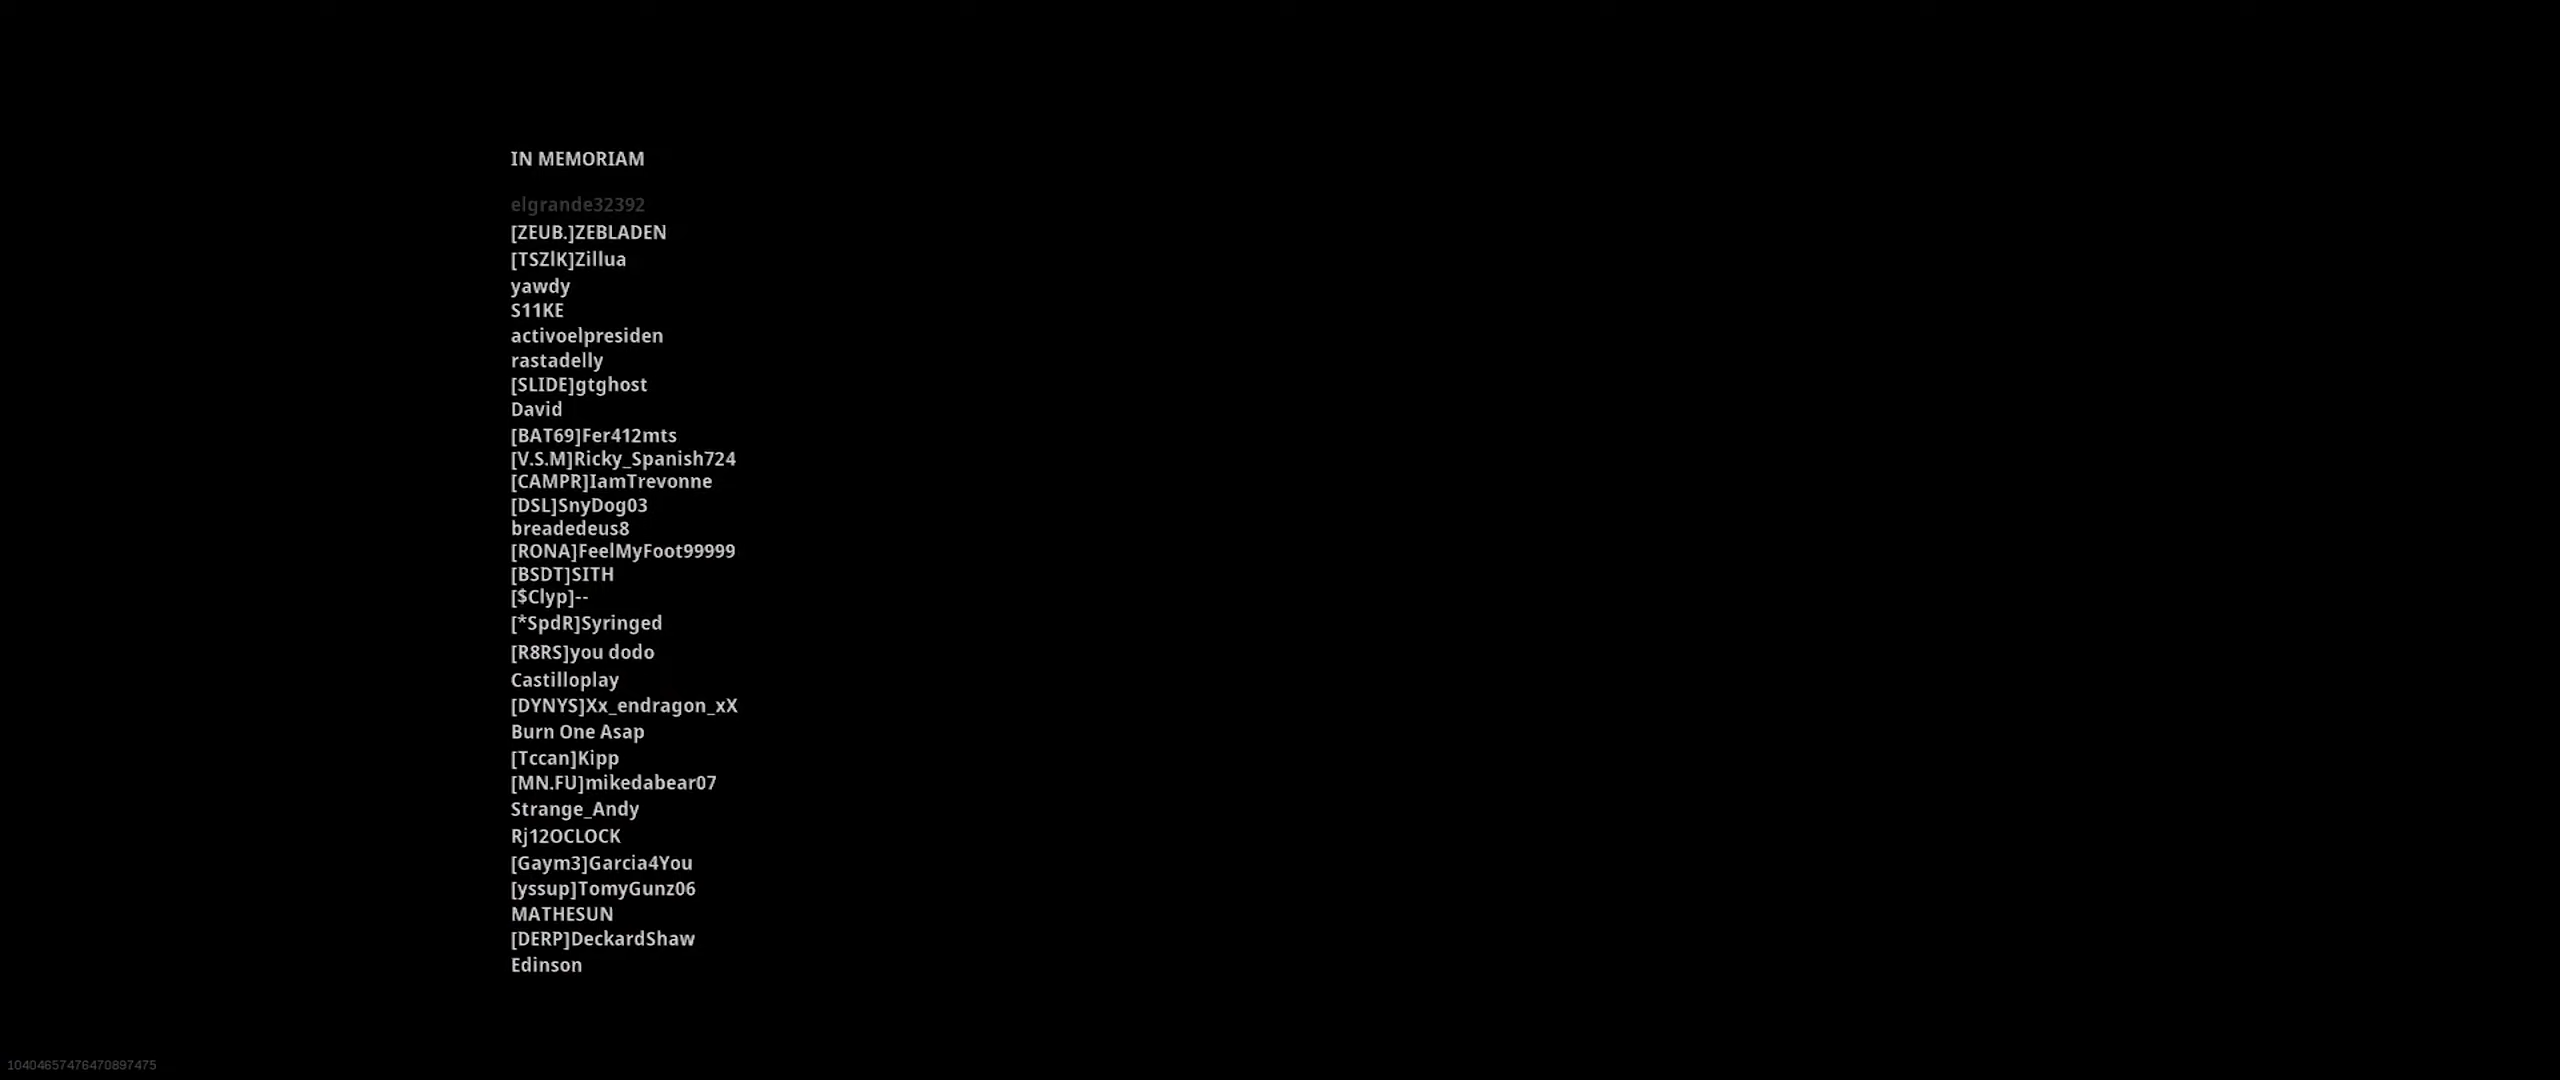 IN MEMORIAM
elgrande32392
[ZEUB.]ZEBLADEN
[TSZlK]Zillua
yawdy
S11KE
activoelpresiden
rastadelly
[SLIDE]gtghost
David
[BAT69]Fer412mts
[V.S.M]Ricky_Spanish724
[CAMPR]IamTrevonne
[DSL]SnyDog03
breadedeus8
[RONA]FeelMyFoot99999
[BSDT]SITH
[$Clyp]--
[*SpdR]Syringed
[R8RS]you dodo
Castilloplay
[DYNYS]Xx_endragon_xX
Burn One Asap
[Tccan]Kipp
[MN.FU]mikedabear07
Strange_Andy
Rj12OCLOCK
[Gaym3]Garcia4You
[yssup]TomyGunz06
MATHESUN
[DERP]DeckardShaw
Edinson
10404657476470897475